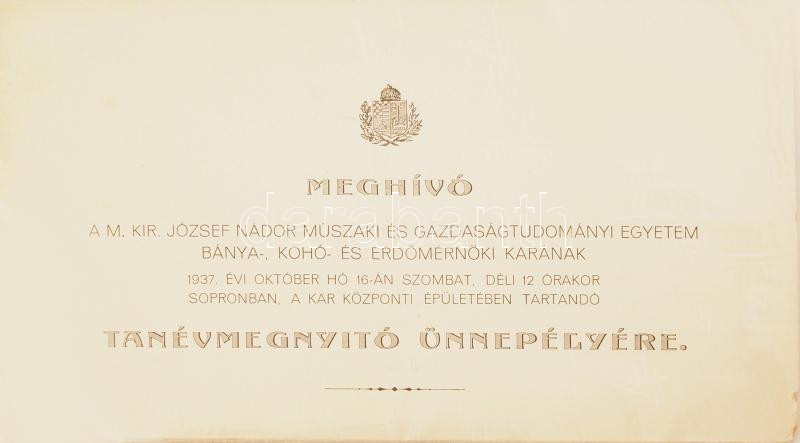 MEGHÍVÓ
A M. KIR. JÓZSEF NÁDOR MŰSZAKI ÉS GAZDASÁGTUDOMÁNYI EGYETEM
BÁNYA-, KOHÓ- ÉS ERDŐMÉRNÖKI KARÁNAK
1937. ÉVI OKTÓBER HÓ 16-ÁN SZOMBAT, DÉLI 12 ÓRAKOR
SOPRONBAN, A KAR KÖZPONTI ÉPÜLETÉBEN TARTANDÓ
TANÉVMEGNYITÓ ÜNNEPÉLYÉRE.
darabanth